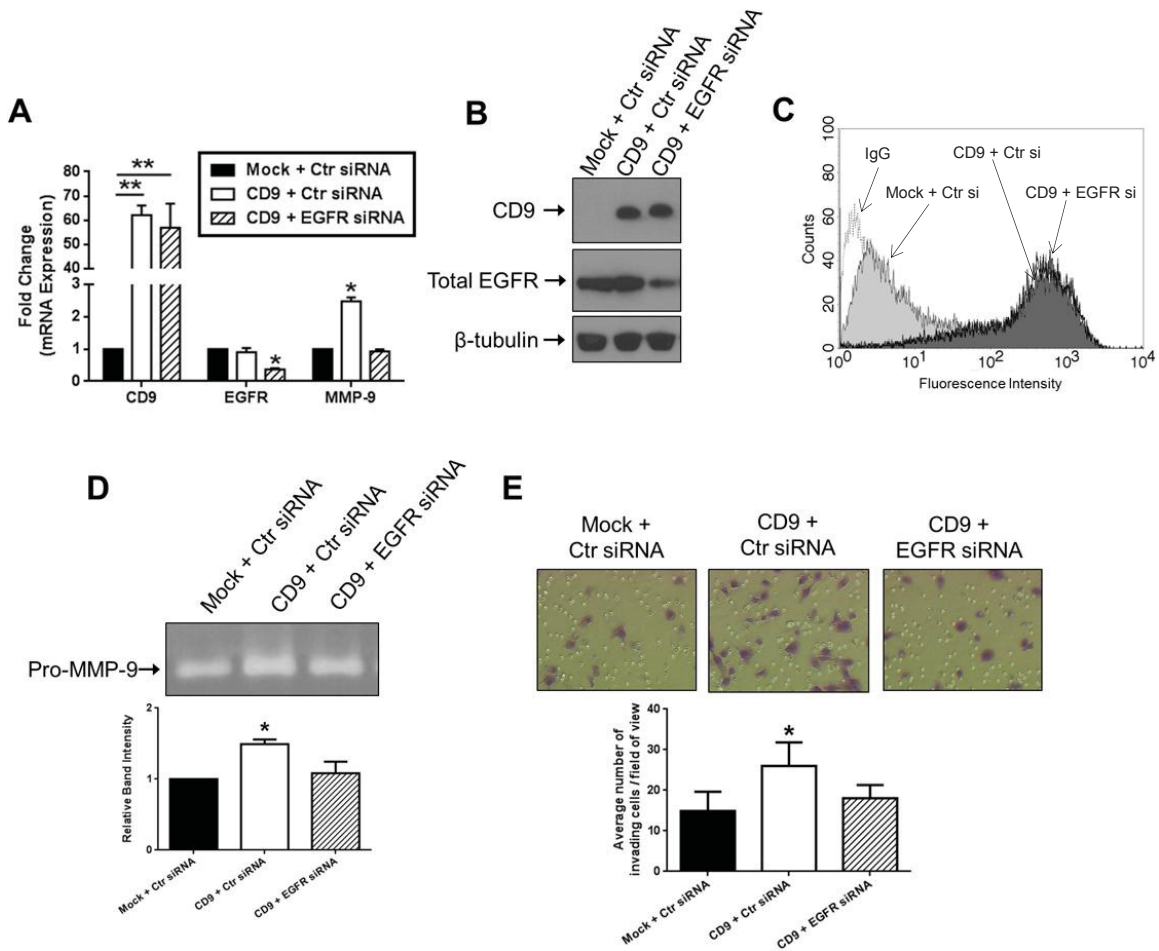 A
Fold Change
(mRNA Expression)
80
70
60
50
40
3
2
1
0
**
**
*
*
CD9
EGFR
MMP-9
Mock + Ctr siRNA
CD9 + Ctr siRNA
CD9 + EGFR siRNA
B
Mock + Ctr siRNA
CD9 + Ctr siRNA
CD9 + EGFR siRNA
CD9
Total EGFR
β-tubulin
C
Counts
100
80
60
40
20
0
IgG
Mock + Ctr si
CD9 + Ctr si
CD9 + EGFR si
10⁰
10¹
10²
10³
10⁴
Fluorescence Intensity
D
Mock + Ctr siRNA
CD9 + Ctr siRNA
CD9 + EGFR siRNA
Pro-MMP-9
Relative Band Intensity
2
1
0
*
Mock + Ctr siRNA
CD9 + Ctr siRNA
CD9 + EGFR siRNA
E
Mock +
Ctr siRNA
CD9 +
Ctr siRNA
CD9 +
EGFR siRNA
Average number of
invading cells / field of view
40
30
20
10
0
*
Mock + Ctr siRNA
CD9 + Ctr siRNA
CD9 + EGFR siRNA